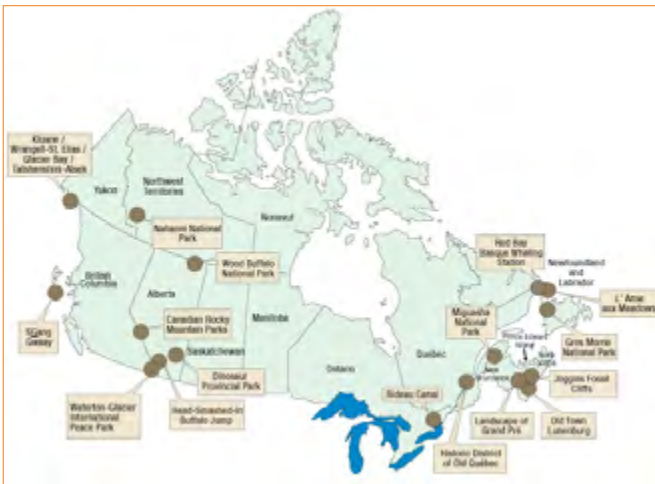 Kluane /
Wrangell-St. Elias /
Glacier Bay /
Tatshenshini-Alsek
Yukon
Northwest
Territories
Nunavut
Nahanni National
Park
Wood Buffalo
National Park
British
Columbia
Alberta
SGang
Gwaay
Canadian Rocky
Mountain Parks
Manitoba
Saskatchewan
Dinosaur
Provincial Park
Waterton-Glacier
International
Peace Park
Head-Smashed-In
Buffalo Jump
Ontario
Québec
Red Bay
Basque Whaling
Station
Newfoundland
and
Labrador
L' Anse
aux Meadows
Miguasha
National
Park
Prince Edward
Island
Gros Morne
National Park
New
Brunswick
Nova
Scotia
Joggins Fossil
Cliffs
Rideau Canal
Landscape of
Grand Pré
Old Town
Lunenburg
Historic District
of Old Québec